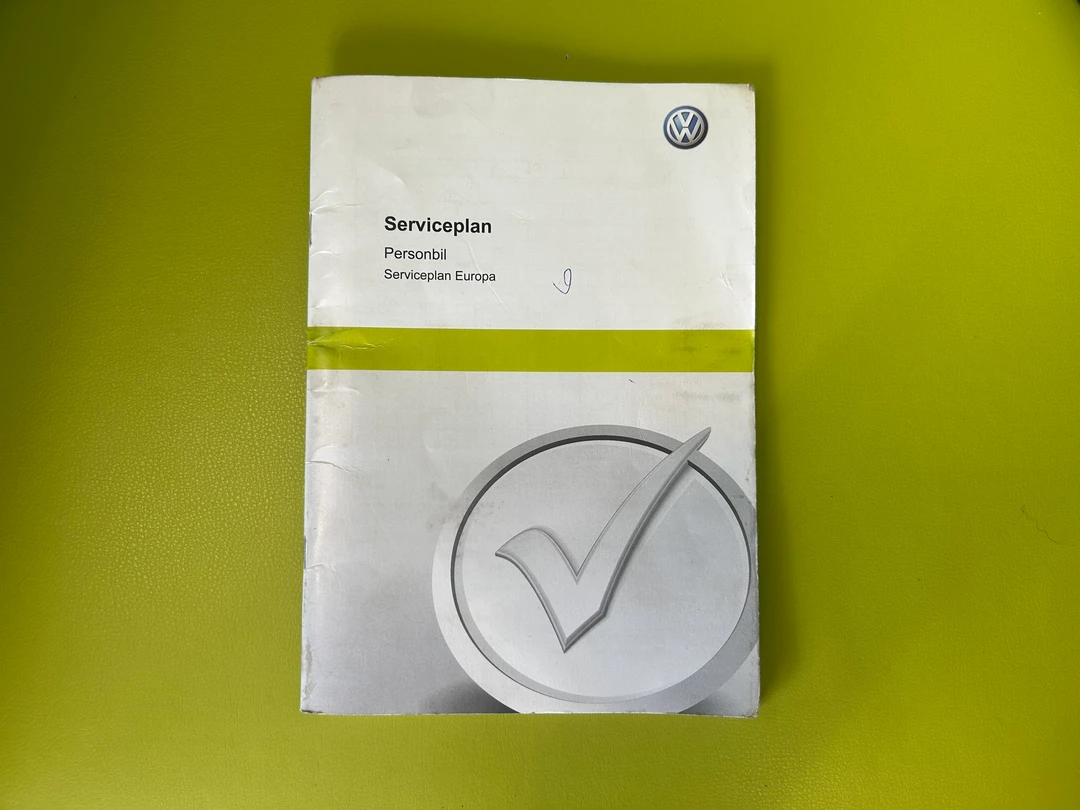 Serviceplan
Personbil
Serviceplan Europa